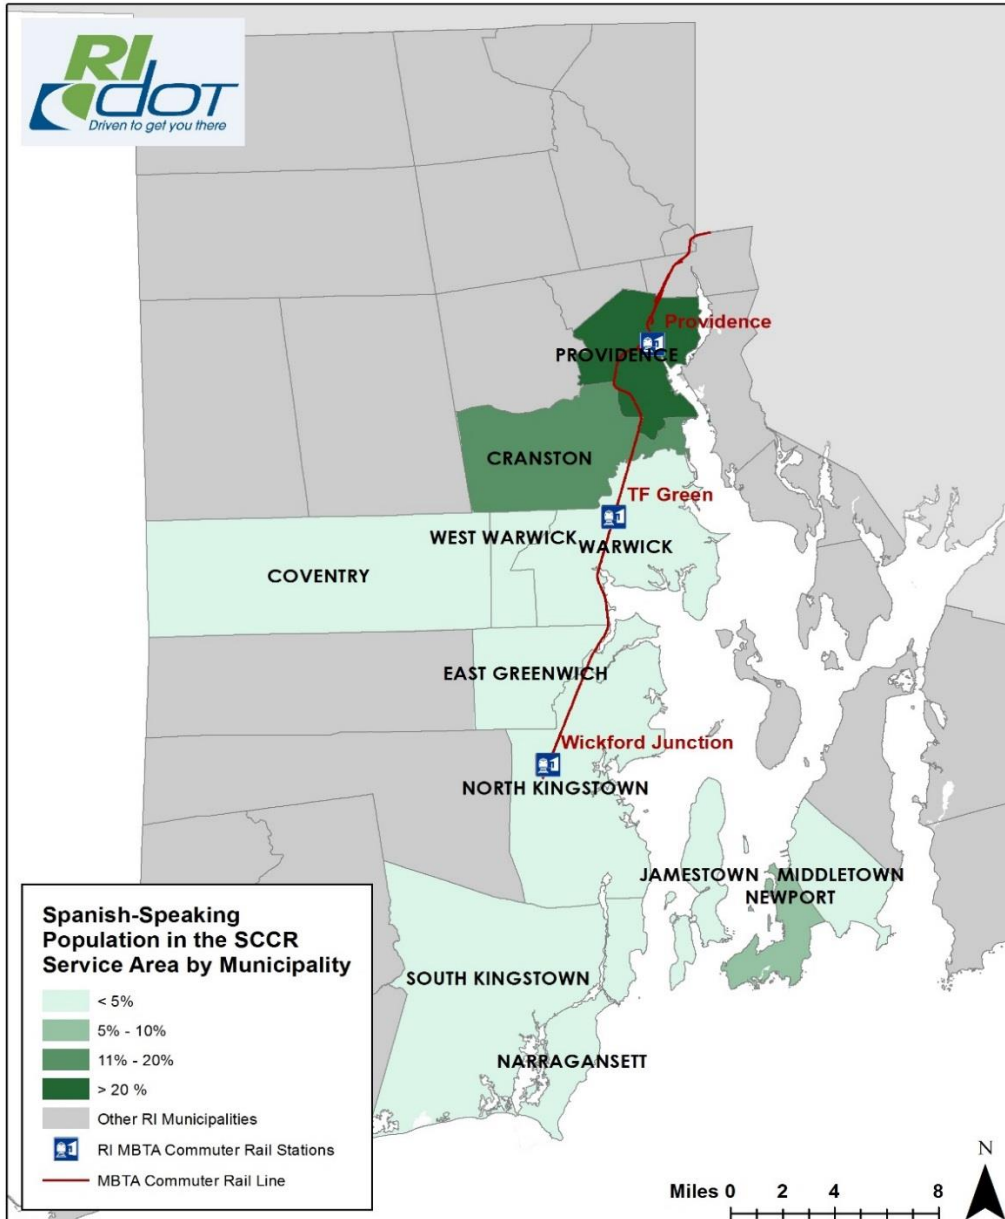 RI
dOT
Driven to get you there
Providence
PROVIDENCE
CRANSTON
TF Green
WEST WARWICK
WARWICK
COVENTRY
EAST GREENWICH
Wickford Junction
NORTH KINGSTOWN
JAMESTOWN
MIDDLETOWN
NEWPORT
SOUTH KINGSTOWN
NARRAGANSETT
Spanish-Speaking
Population in the SCCR
Service Area by Municipality
< 5%
5% - 10%
11% - 20%
> 20 %
Other RI Municipalities
RI MBTA Commuter Rail Stations
MBTA Commuter Rail Line
N
Miles 0 2 4 8